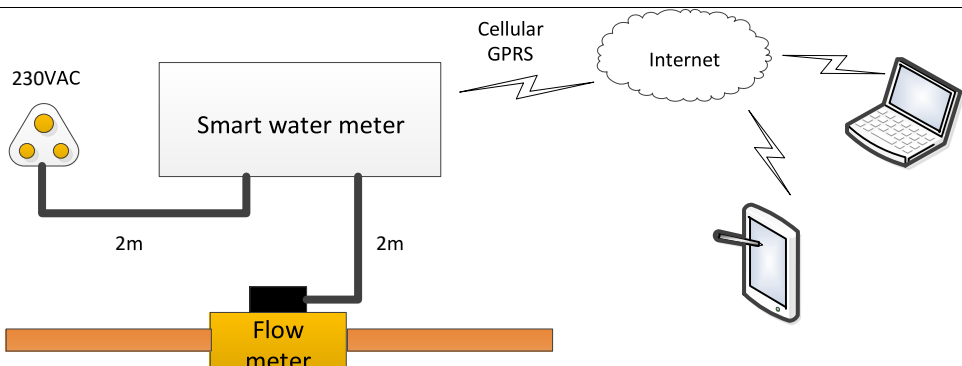 Cellular
GPRS
Internet
230VAC
Smart water meter
2m
2m
Flow
meter